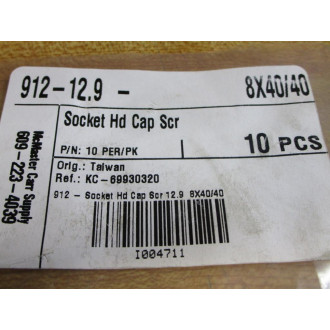 912-12.9 - 8X40/40
Socket Hd Cap Scr
P/N: 10 PER/PK
10 PCS
Orig.: Taiwan
Ref.: KC-69930320
912 - Socket Hd Cap Scr 12.9 8X40/40
I004711
McMaster Carr Supply
609-223-4039